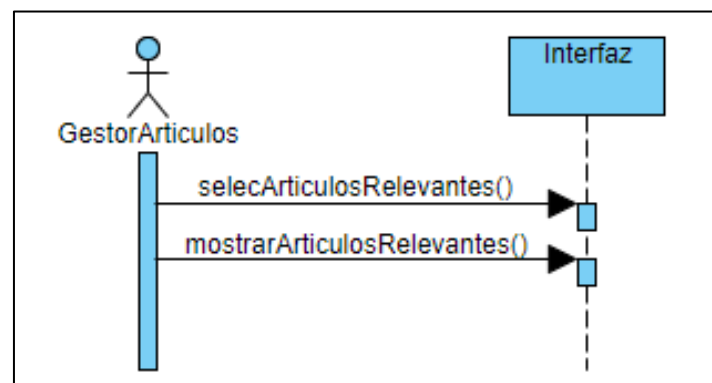 Interfaz
GestorArticulos
selecArticulosRelevantes()
mostrarArticulosRelevantes()